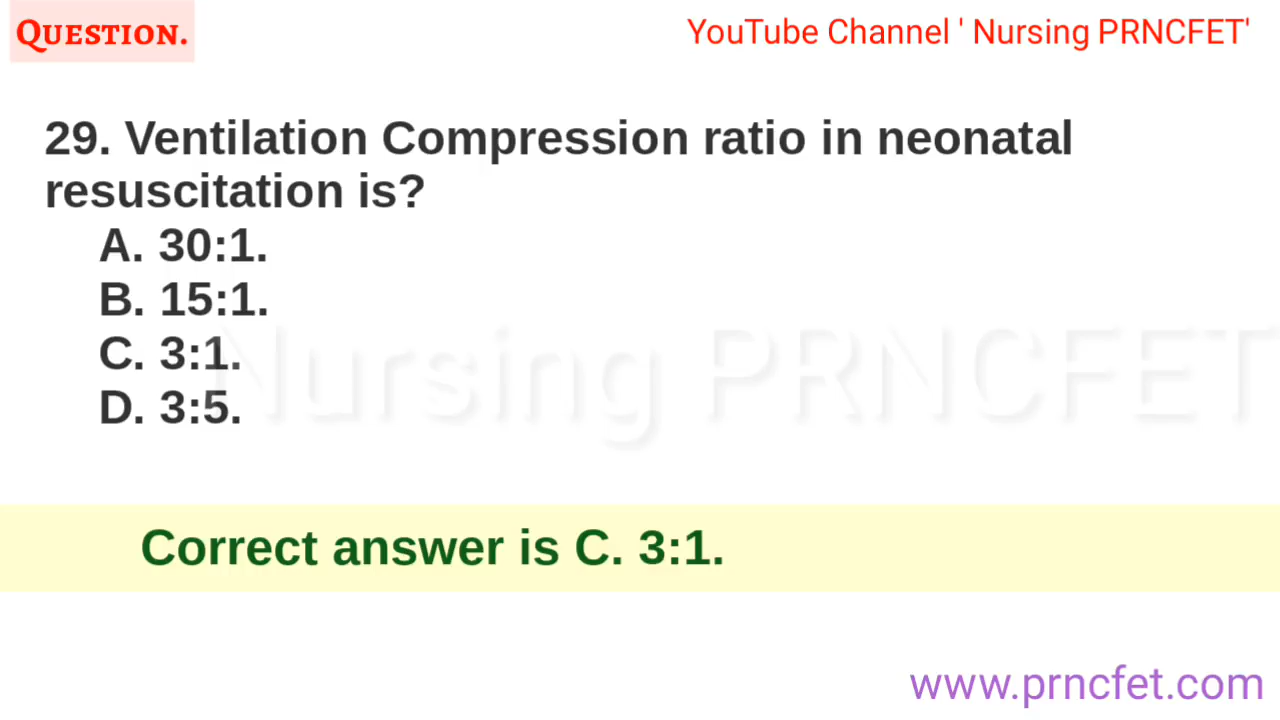 QUESTION.
YouTube Channel ' Nursing PRNCFET'
29. Ventilation Compression ratio in neonatal
resuscitation is?
A. 30:1.
B. 15:1.
C. 3:1.
D. 3:5.
Nursing PRNCFET
Correct answer is C. 3:1.
www.prncfet.com